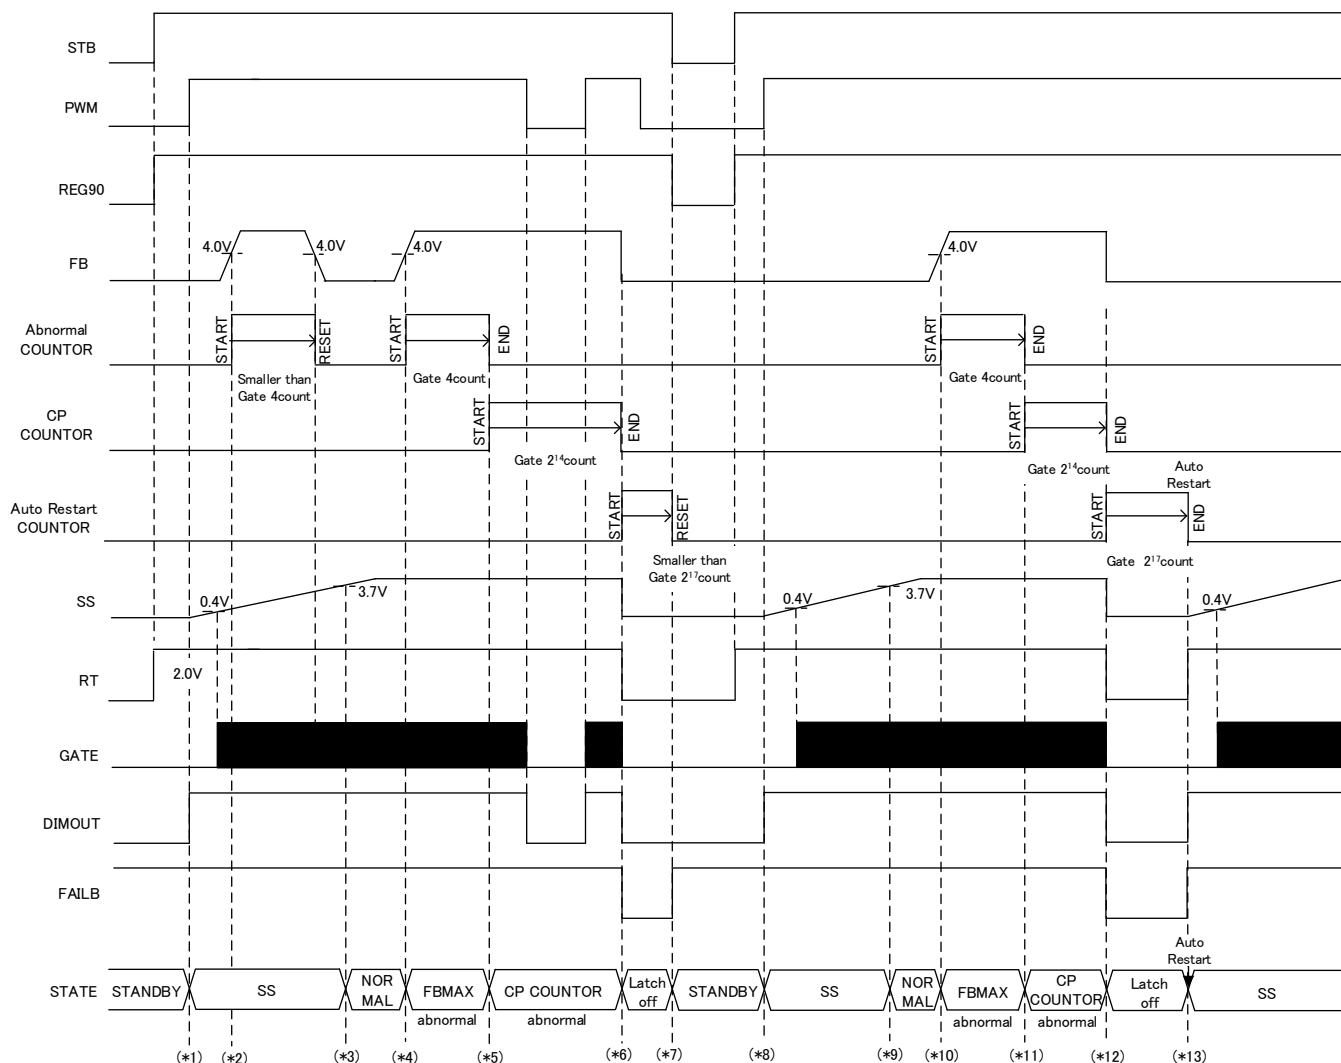 STB
PWM
REG90
4.0V
4.0V
4.0V
4.0V
FB
Abnormal
COUNTOR
START
RESET
START
END
START
END
Smaller than
Gate 4count
Gate 4count
Gate 4count
CP
COUNTOR
START
END
START
END
Gate 2¹⁴count
Gate 2¹⁴count
Auto
Restart
Auto Restart
COUNTOR
START
RESET
START
END
Smaller than
Gate 2¹⁷count
Gate 2¹⁷count
SS
0.4V
3.7V
0.4V
3.7V
0.4V
RT
2.0V
GATE
DIMOUT
FAILB
Auto
Restart
STATE
STANDBY
SS
NOR
MAL
FBMAX
CP COUNTOR
Latch
off
STANDBY
SS
NOR
MAL
FBMAX
CP
COUNTOR
Latch
off
SS
abnormal
abnormal
abnormal
abnormal
(*1) (*2) (*3) (*4) (*5) (*6) (*7) (*8) (*9) (*10) (*11) (*12) (*13)